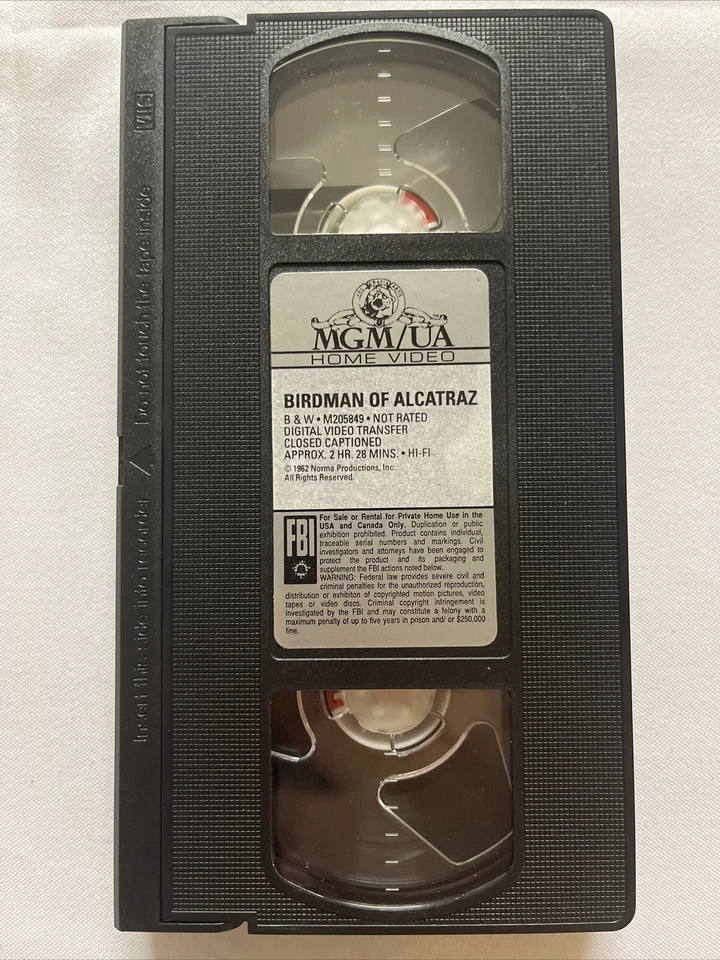 VHS
Do not touch the tape inside
Insert this side into recorder
MGM/UA
HOME VIDEO
BIRDMAN OF ALCATRAZ
B & W • M205849 • NOT RATED
DIGITAL VIDEO TRANSFER
CLOSED CAPTIONED
APPROX. 2 HR. 28 MINS. • HI-FI
© 1962 Norma Productions, Inc.
All Rights Reserved.
FBI
For Sale or Rental for Private Home Use in the
USA and Canada Only. Duplication or public
exhibition prohibited. Product contains individual,
traceable serial numbers and markings. Civil
investigators and attorneys have been engaged to
protect the product and its packaging and
supplement the FBI actions noted below.
WARNING: Federal law provides severe civil and
criminal penalties for the unauthorized reproduction,
distribution or exhibiton of copyrighted motion pictures, video
tapes or video discs. Criminal copyright infringement is
investigated by the FBI and may constitute a felony with a
maximum penalty of up to five years in prison and/ or $250,000
fine.